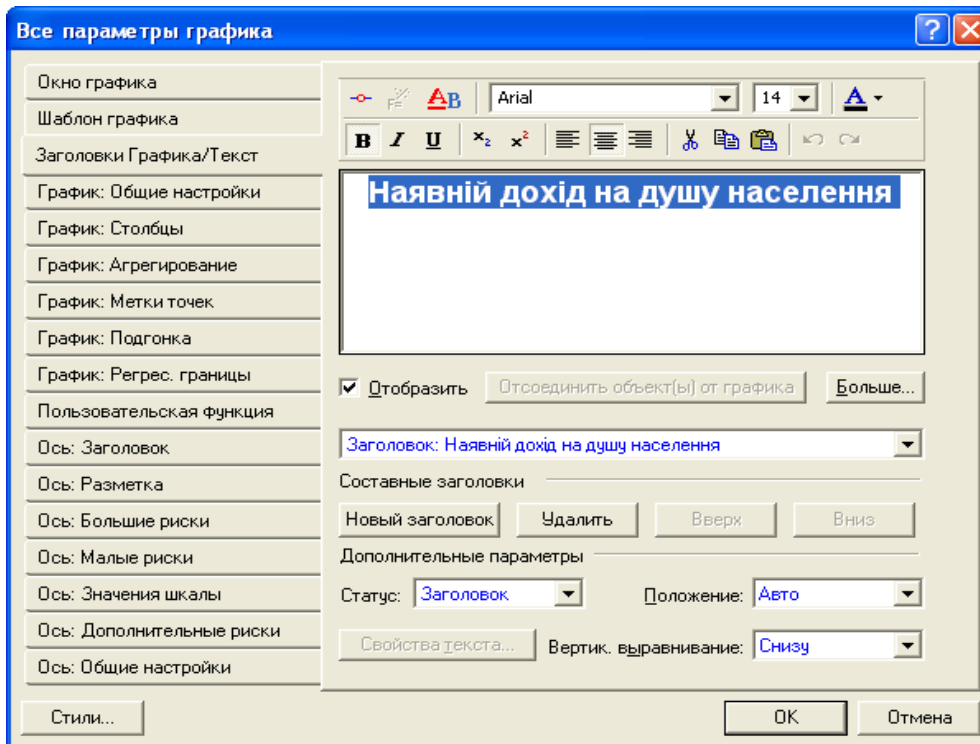 Все параметры графика
Окно графика
Шаблон графика
Заголовки Графика/Текст
График: Общие настройки
График: Столбцы
График: Агрегирование
График: Метки точек
График: Подгонка
График: Регрес. границы
Пользовательская функция
Ось: Заголовок
Ось: Разметка
Ось: Большие риски
Ось: Малые риски
Ось: Значения шкалы
Ось: Дополнительные риски
Ось: Общие настройки
AB Arial 14 A
B I U x₂ x²
Наявній дохід на душу населення
Отобразить Отсоединить объект(ы) от графика Больше...
Заголовок: Наявній дохід на душу населення
Составные заголовки
Новый заголовок Удалить Вверх Вниз
Дополнительные параметры
Статус: Заголовок Положение: Авто
Свойства текста... Вертик. выравнивание: Снизу
Стили... OK Отмена